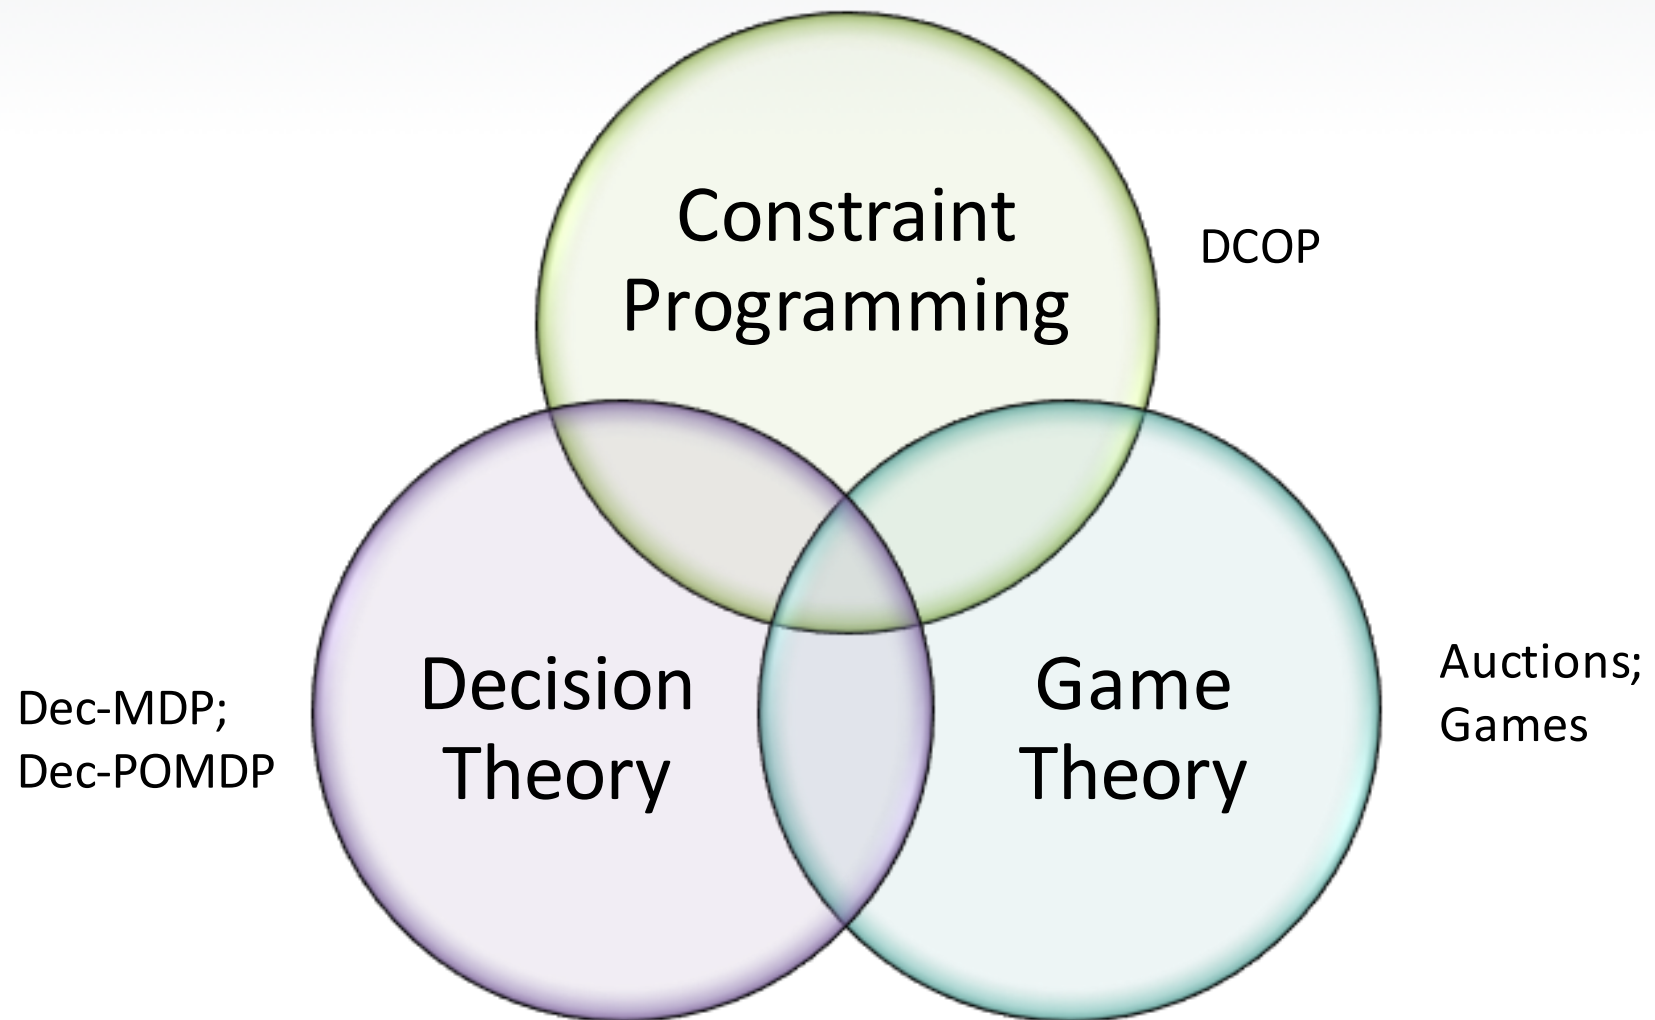 Constraint
Programming
DCOP
Decision
Theory
Game
Theory
Dec-MDP;
Dec-POMDP
Auctions;
Games